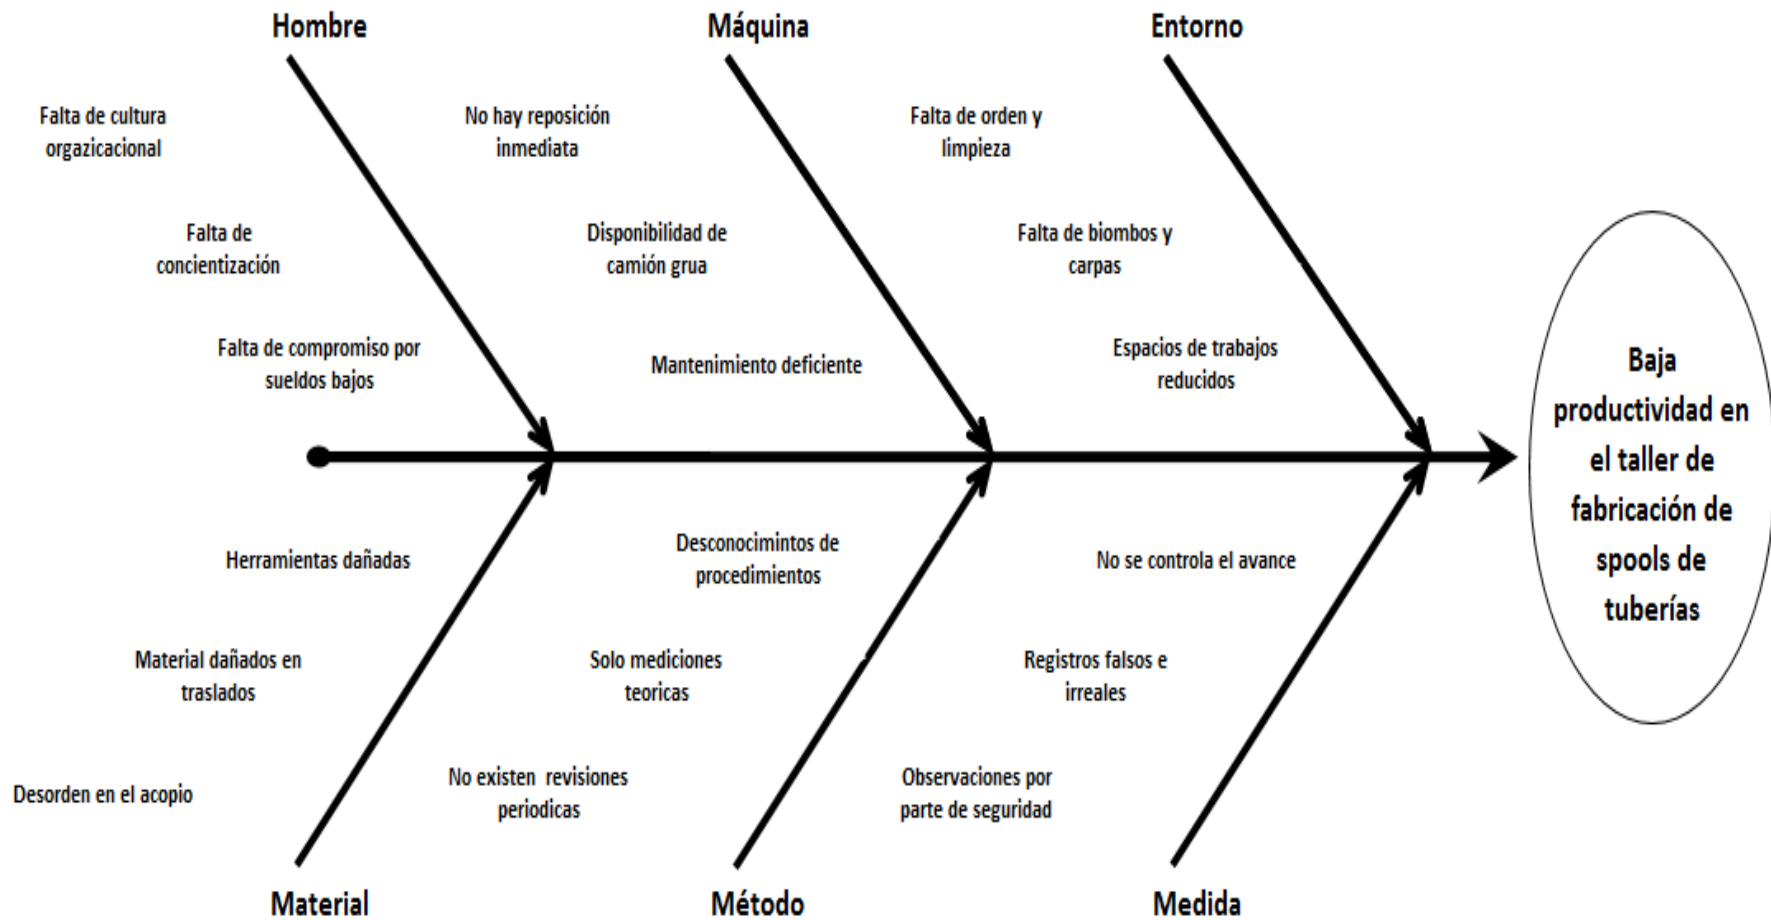 Hombre
Máquina
Entorno
Falta de cultura
orgazicacional
No hay reposición
inmediata
Falta de orden y
limpieza
Falta de
concientización
Disponibilidad de
camión grua
Falta de biombos y
carpas
Falta de compromiso por
sueldos bajos
Mantenimiento deficiente
Espacios de trabajos
reducidos
Baja
productividad en
el taller de
fabricación de
spools de
tuberías
Herramientas dañadas
Desconocimintos de
procedimientos
No se controla el avance
Material dañados en
traslados
Solo mediciones
teoricas
Registros falsos e
irreales
Desorden en el acopio
No existen revisiones
periodicas
Observaciones por
parte de seguridad
Material
Método
Medida